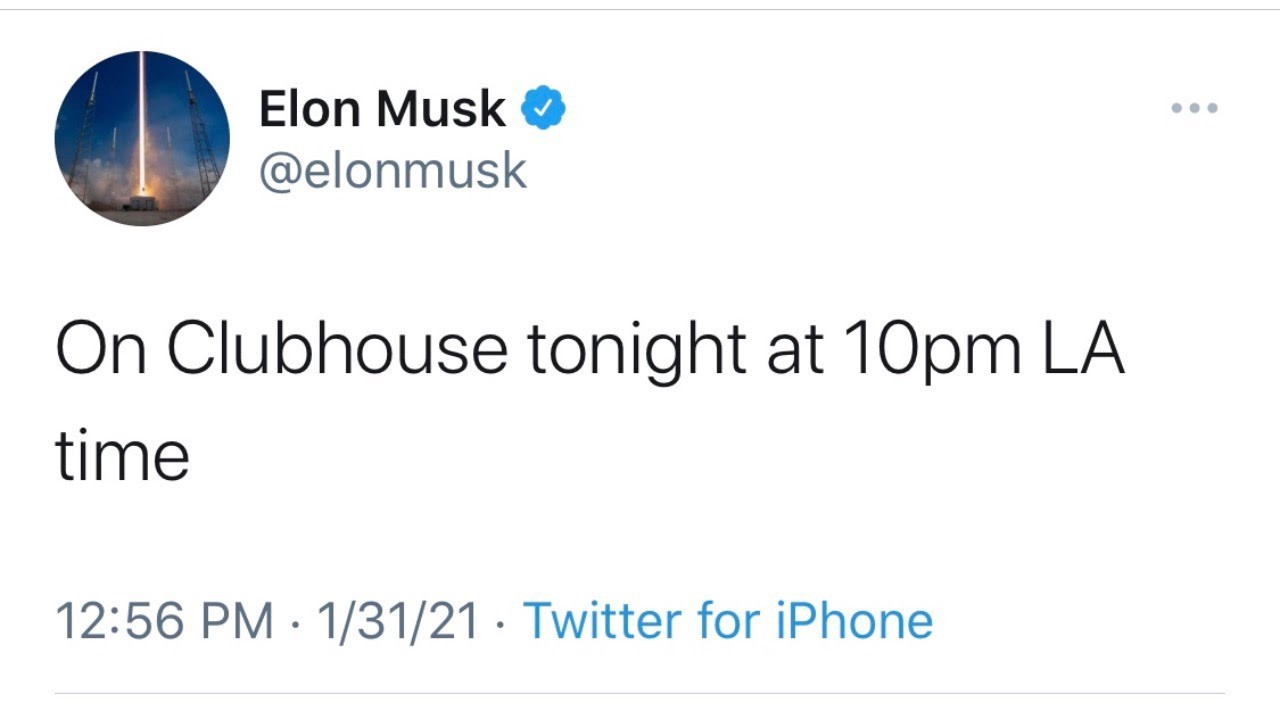 Elon Musk
@elonmusk
On Clubhouse tonight at 10pm LA
time
12:56 PM · 1/31/21 · Twitter for iPhone